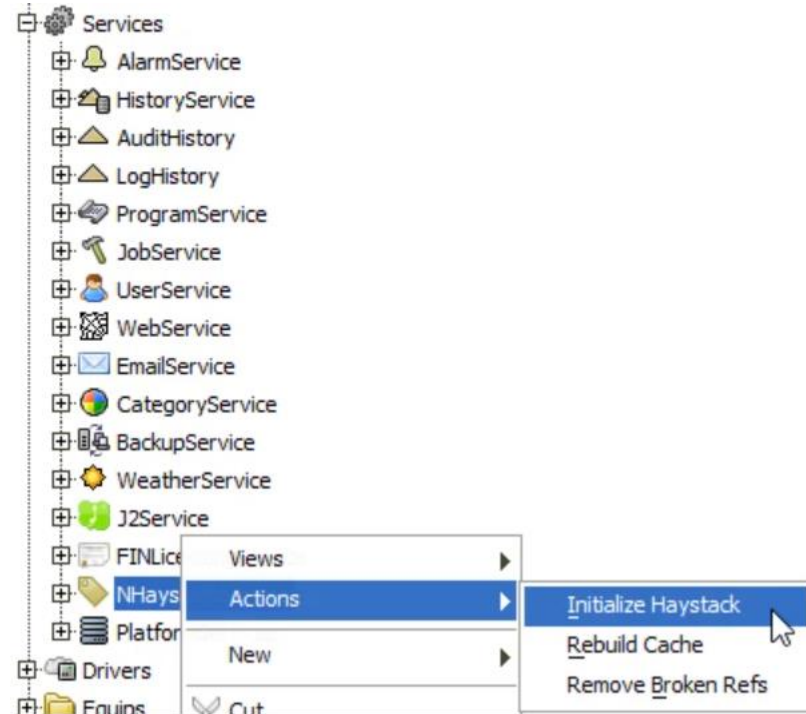 Services
AlarmService
HistoryService
AuditHistory
LogHistory
ProgramService
JobService
UserService
WebService
EmailService
CategoryService
BackupService
WeatherService
J2Service
FINLice
Views
NHays
Actions
Initialize Haystack
Platfor
Rebuild Cache
New
Drivers
Remove Broken Refs
Equips
Cut